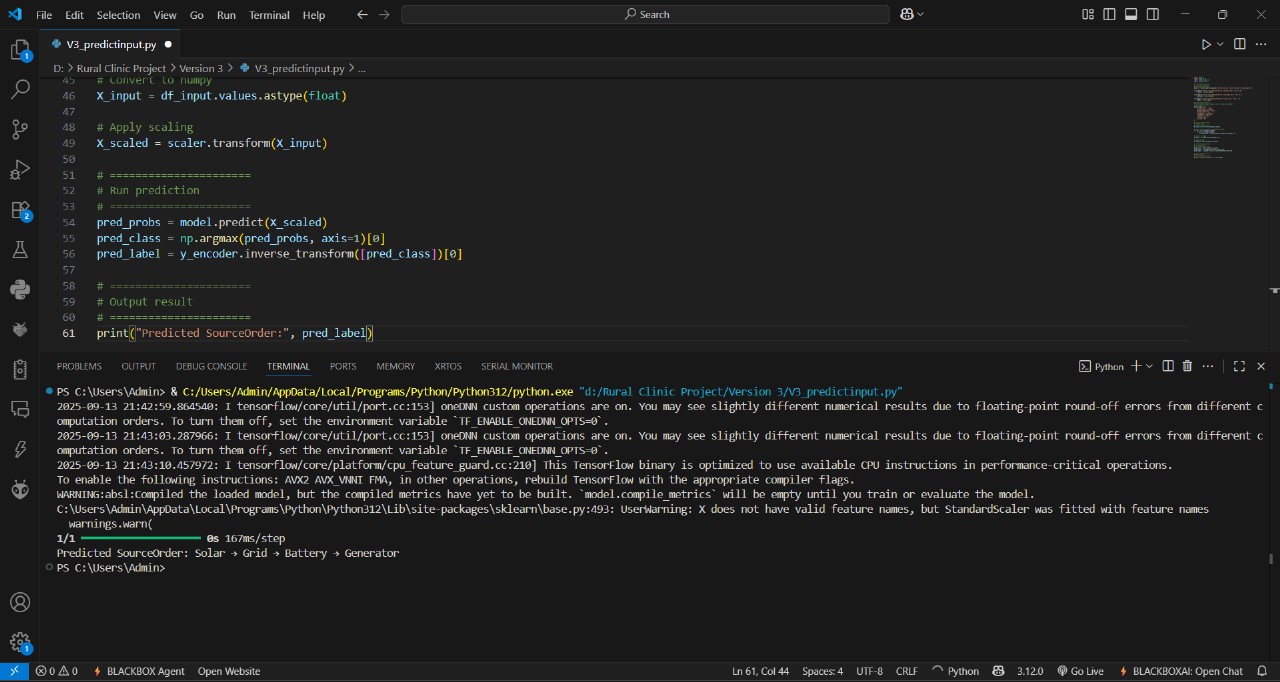 File Edit Selection View Go Run Terminal Help
Search
V3_predictinput.py
D: > Rural Clinic Project > Version 3 > V3_predictinput.py > ...
45 # Convert to numpy
46 X_input = df_input.values.astype(float)
47
48 # Apply scaling
49 X_scaled = scaler.transform(X_input)
50
51 # ======================
52 # Run prediction
53 # ======================
54 pred_probs = model.predict(X_scaled)
55 pred_class = np.argmax(pred_probs, axis=1)[0]
56 pred_label = y_encoder.inverse_transform([pred_class])[0]
57
58 # ======================
59 # Output result
60 # ======================
61 print("Predicted SourceOrder:", pred_label)
PROBLEMS OUTPUT DEBUG CONSOLE TERMINAL PORTS MEMORY XRTOS SERIAL MONITOR Python
PS C:\Users\Admin> & C:/Users/Admin/AppData/Local/Programs/Python/Python312/python.exe "d:/Rural Clinic Project/Version 3/V3_predictinput.py"
2025-09-13 21:42:59.864540: I tensorflow/core/util/port.cc:153] oneDNN custom operations are on. You may see slightly different numerical results due to floating-point round-off errors from different c
omputation orders. To turn them off, set the environment variable `TF_ENABLE_ONEDNN_OPTS=0`.
2025-09-13 21:43:03.287966: I tensorflow/core/util/port.cc:153] oneDNN custom operations are on. You may see slightly different numerical results due to floating-point round-off errors from different c
omputation orders. To turn them off, set the environment variable `TF_ENABLE_ONEDNN_OPTS=0`.
2025-09-13 21:43:10.457972: I tensorflow/core/platform/cpu_feature_guard.cc:210] This TensorFlow binary is optimized to use available CPU instructions in performance-critical operations.
To enable the following instructions: AVX2 AVX_VNNI FMA, in other operations, rebuild TensorFlow with the appropriate compiler flags.
WARNING:absl:Compiled the loaded model, but the compiled metrics have yet to be built. `model.compile_metrics` will be empty until you train or evaluate the model.
C:\Users\Admin\AppData\Local\Programs\Python\Python312\Lib\site-packages\sklearn\base.py:493: UserWarning: X does not have valid feature names, but StandardScaler was fitted with feature names
warnings.warn(
1/1 0s 167ms/step
Predicted SourceOrder: Solar → Grid → Battery → Generator
PS C:\Users\Admin>
1
2
1
0 0 BLACKBOX Agent Open Website Ln 61, Col 44 Spaces: 4 UTF-8 CRLF Python 3.12.0 Go Live BLACKBOXAI: Open Chat